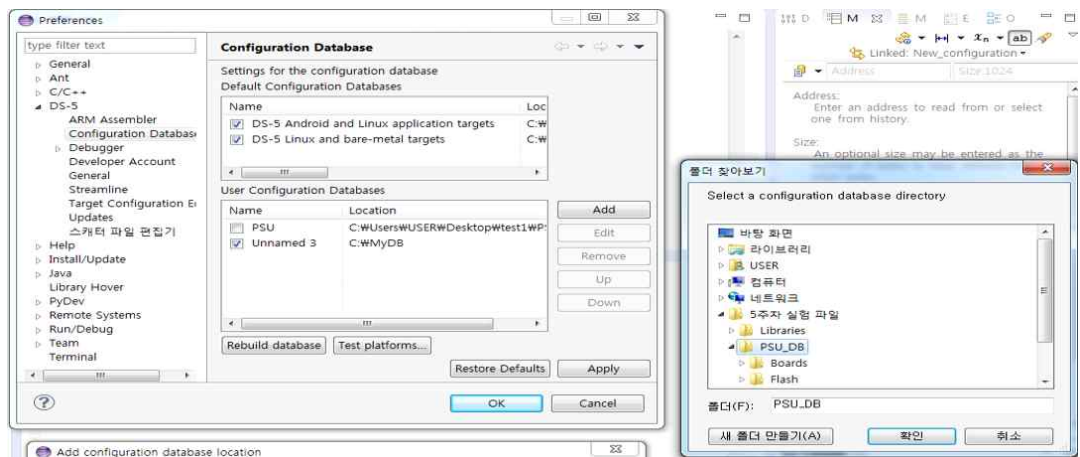 Preferences
type filter text
General
Ant
C/C++
DS-5
ARM Assembler
Configuration Databas
Debugger
Developer Account
General
Streamline
Target Configuration E
Updates
스캐터 파일 편집기
Help
Install/Update
Java
Library Hover
PyDev
Remote Systems
Run/Debug
Team
Terminal
Configuration Database
Settings for the configuration database
Default Configuration Databases
Name Loc
DS-5 Android and Linux application targets C:₩
DS-5 Linux and bare-metal targets C:₩
User Configuration Databases
Name Location
PSU C:₩Users₩USER₩Desktop₩test1₩P
Unnamed 3 C:₩MyDB
Add
Edit
Remove
Up
Down
Rebuild database Test platforms...
Restore Defaults Apply
OK Cancel
Add configuration database location
D M M E O
Linked: New_configuration
Address Size:1024
Address:
Enter an address to read from or select
one from history.
Size:
An optional size may be entered as the
폴더 찾아보기
Select a configuration database directory
바탕 화면
라이브러리
USER
컴퓨터
네트워크
5주차 실험 파일
Libraries
PSU_DB
Boards
Flash
폴더(F): PSU_DB
새 폴더 만들기(A) 확인 취소